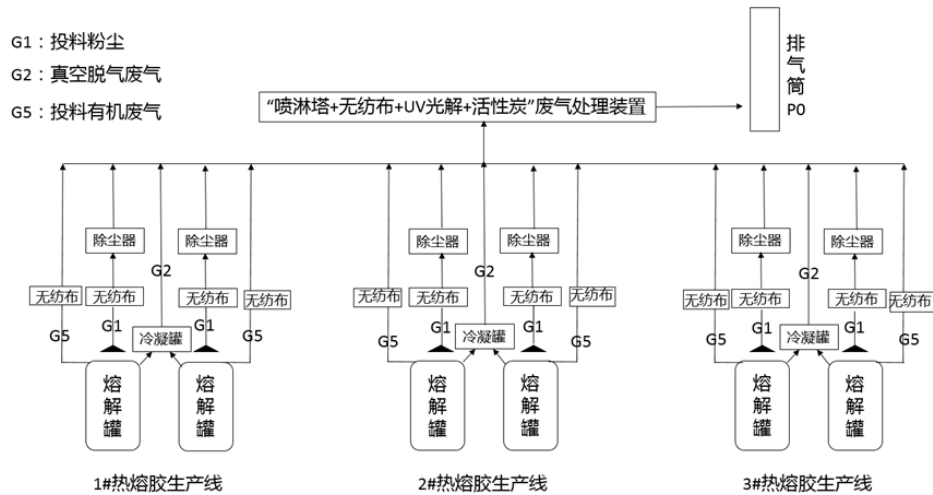 G1：投料粉尘
G2：真空脱气废气
G5：投料有机废气
排气筒P0
“喷淋塔+无纺布+UV光解+活性炭”废气处理装置
除尘器 除尘器 除尘器 除尘器 除尘器 除尘器
G2 G2 G2
无纺布 无纺布 无纺布 无纺布 无纺布 无纺布 无纺布 无纺布 无纺布 无纺布 无纺布 无纺布
G5 G1 G1 G5 G5 G1 G1 G5 G5 G1 G1 G5
冷凝罐 冷凝罐 冷凝罐
熔解罐 熔解罐 熔解罐 熔解罐 熔解罐 熔解罐
1#热熔胶生产线 2#热熔胶生产线 3#热熔胶生产线